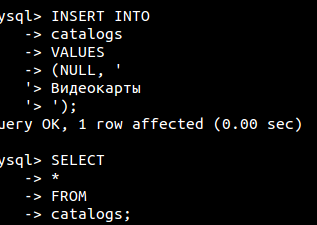 ysql> INSERT INTO
    -> catalogs
    -> VALUES
    -> (NULL, '
    '> Видеокарты
    '> ');
uery OK, 1 row affected (0.00 sec)

ysql> SELECT
    -> *
    -> FROM
    -> catalogs;